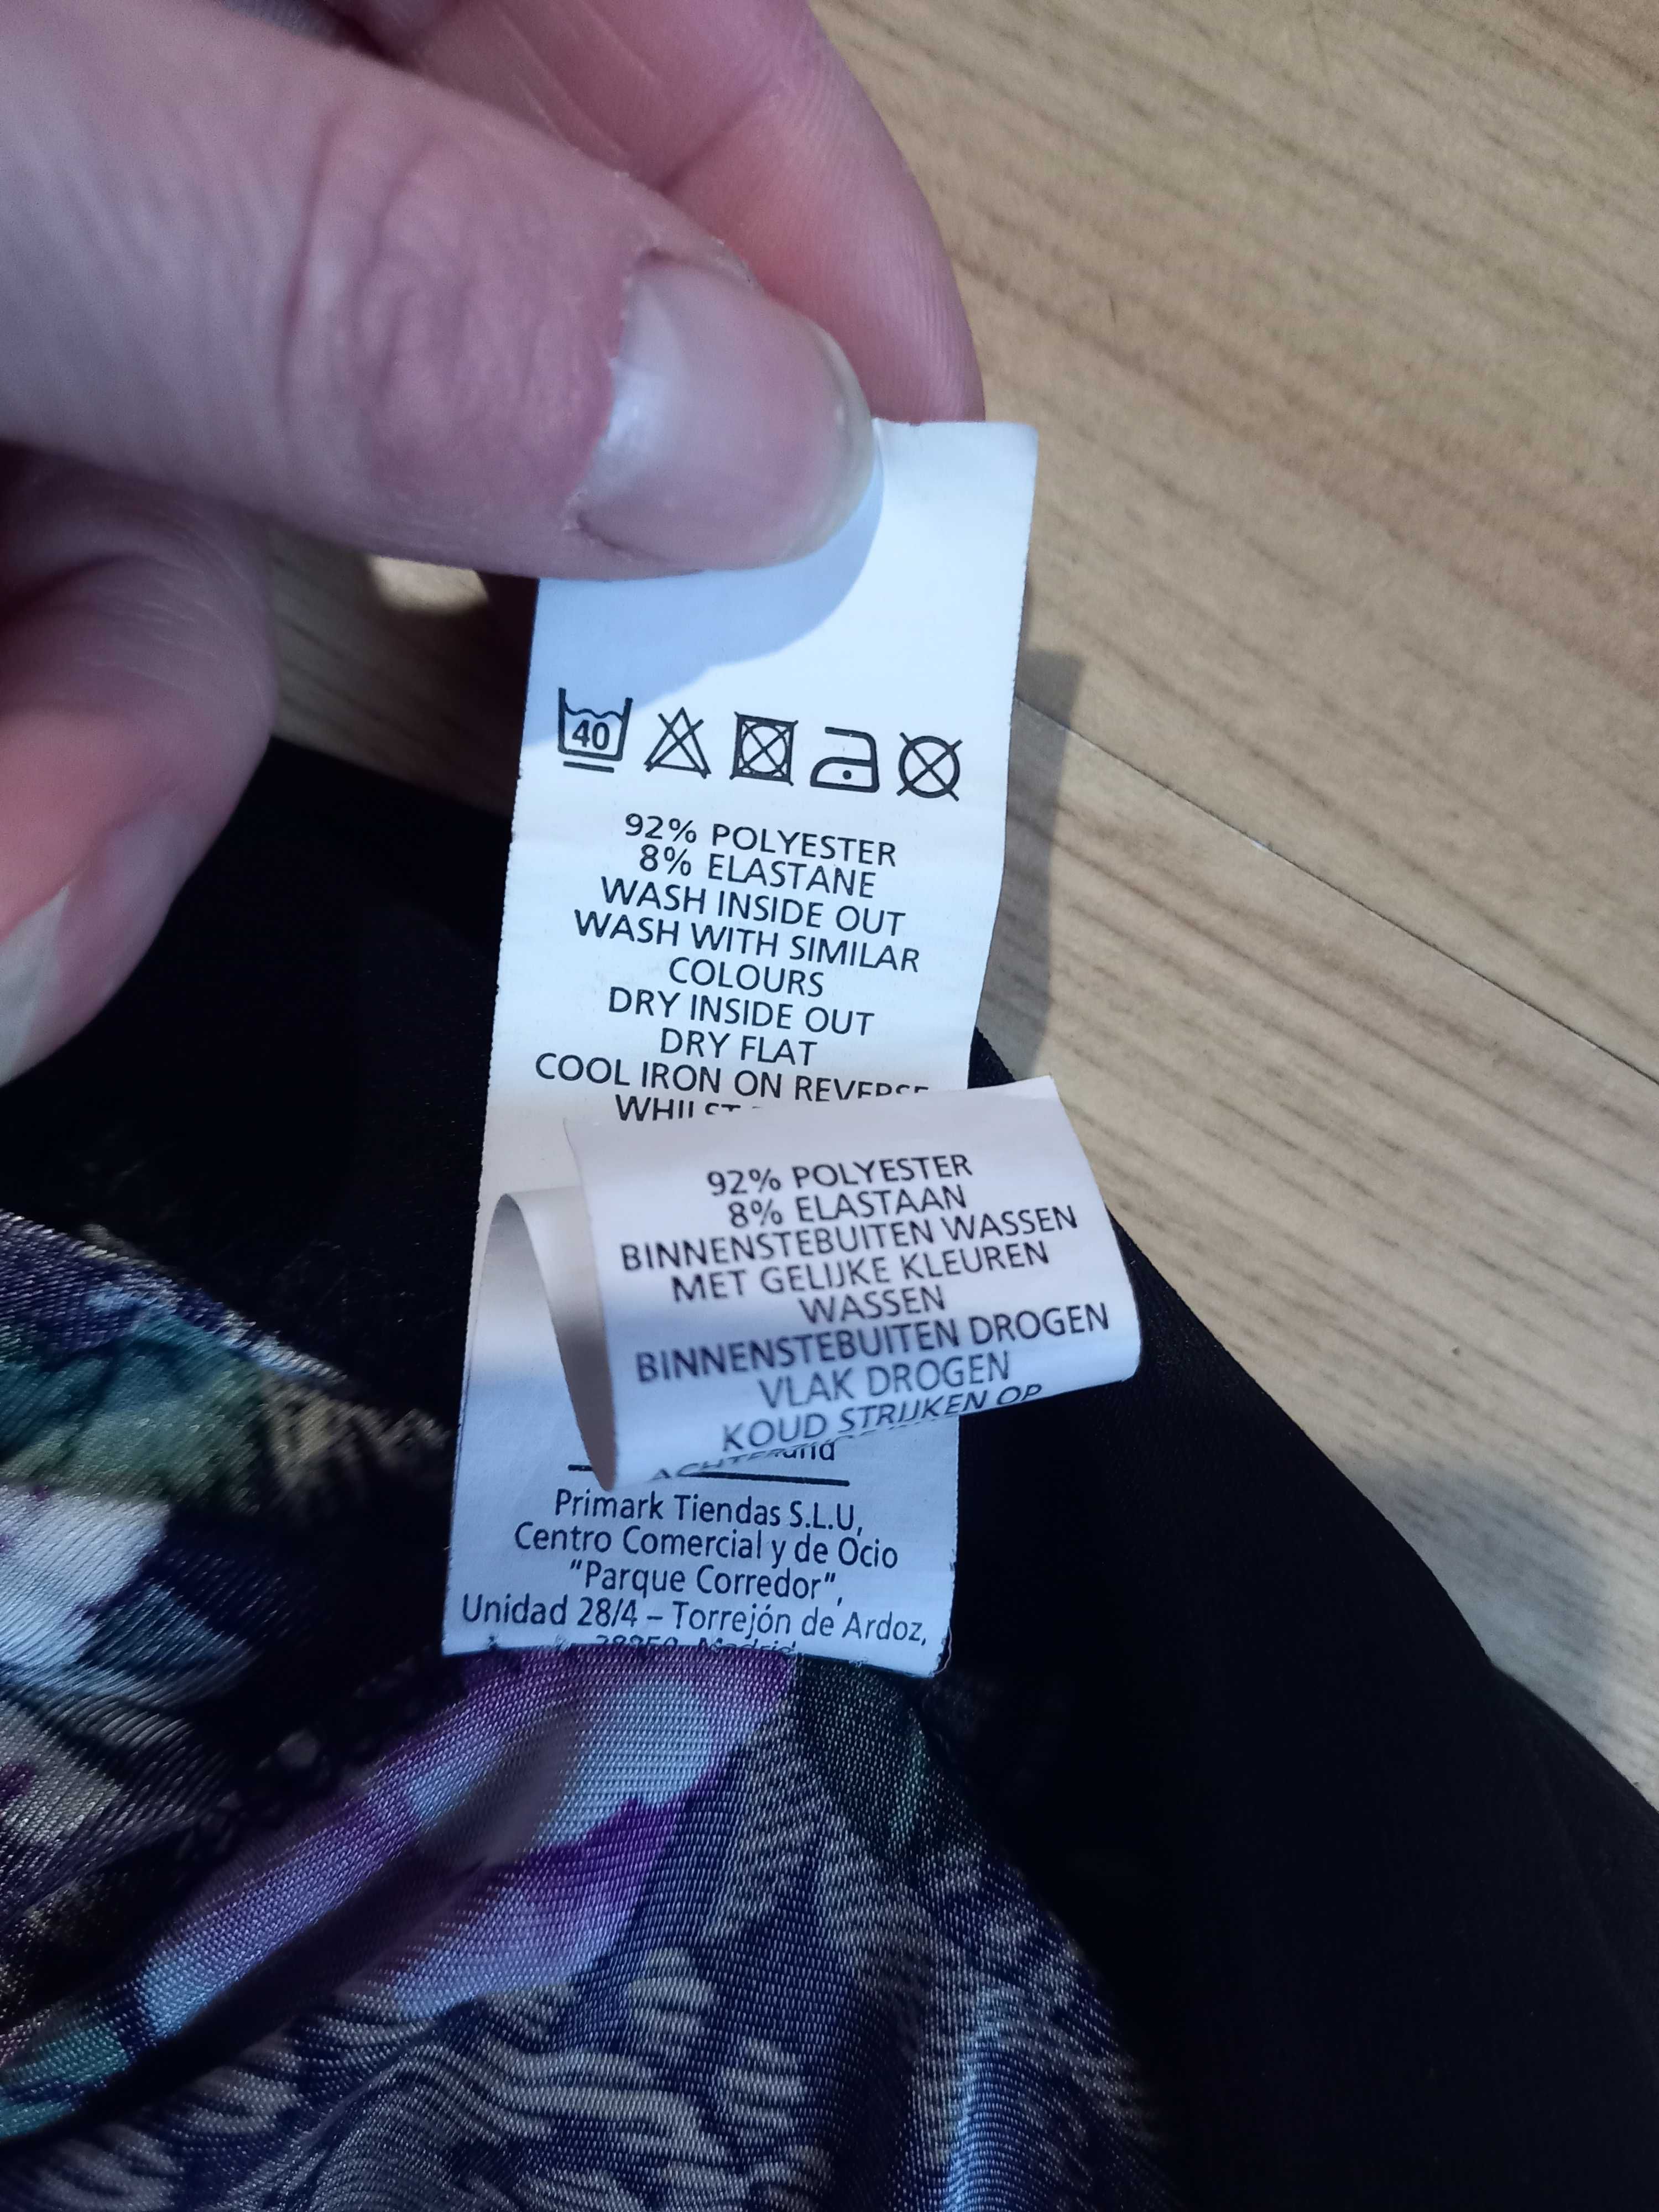 40
92% POLYESTER
8% ELASTANE
WASH INSIDE OUT
WASH WITH SIMILAR
COLOURS
DRY INSIDE OUT
DRY FLAT
COOL IRON ON REVERSE
WHILST
92% POLYESTER
8% ELASTAAN
BINNENSTEBUITEN WASSEN
MET GELIJKE KLEUREN
WASSEN
BINNENSTEBUITEN DROGEN
VLAK DROGEN
KOUD STRIJKEN OP
Primark Tiendas S.L.U,
Centro Comercial y de Ocio
"Parque Corredor",
Unidad 28/4 – Torrejón de Ardoz,
Madrid